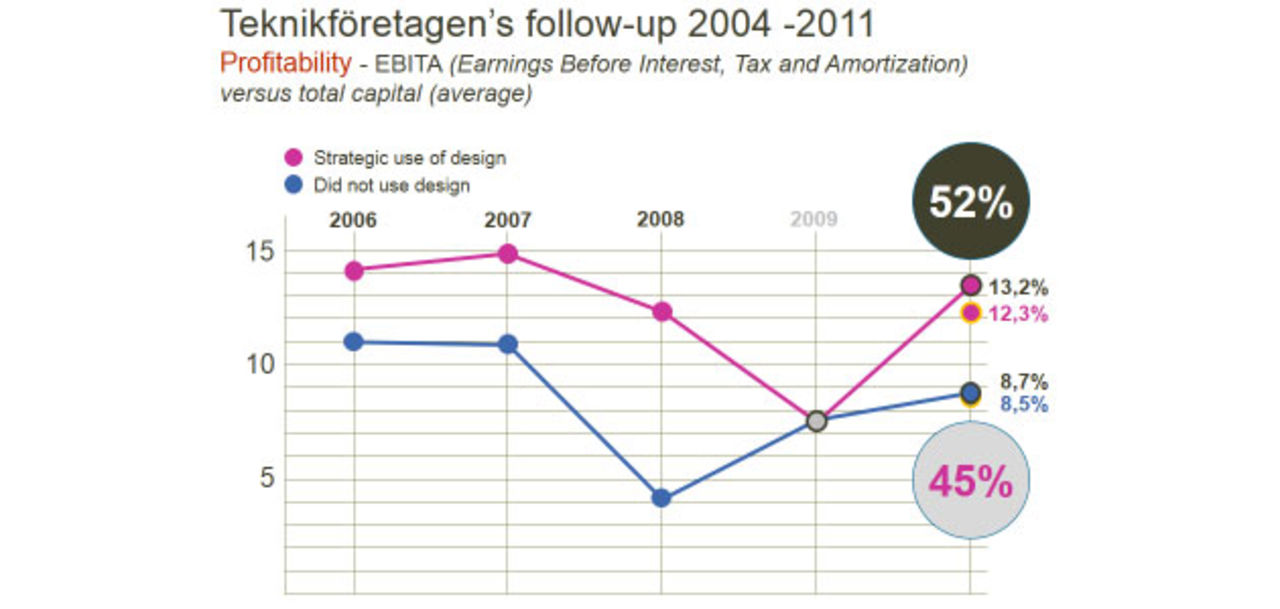 Teknikföretagen’s follow-up 2004 -2011
Profitability - EBITA (Earnings Before Interest, Tax and Amortization)
versus total capital (average)
Strategic use of design
Did not use design
2006 2007 2008 2009
52%
15
13,2%
12,3%
10
8,7%
8,5%
5
45%